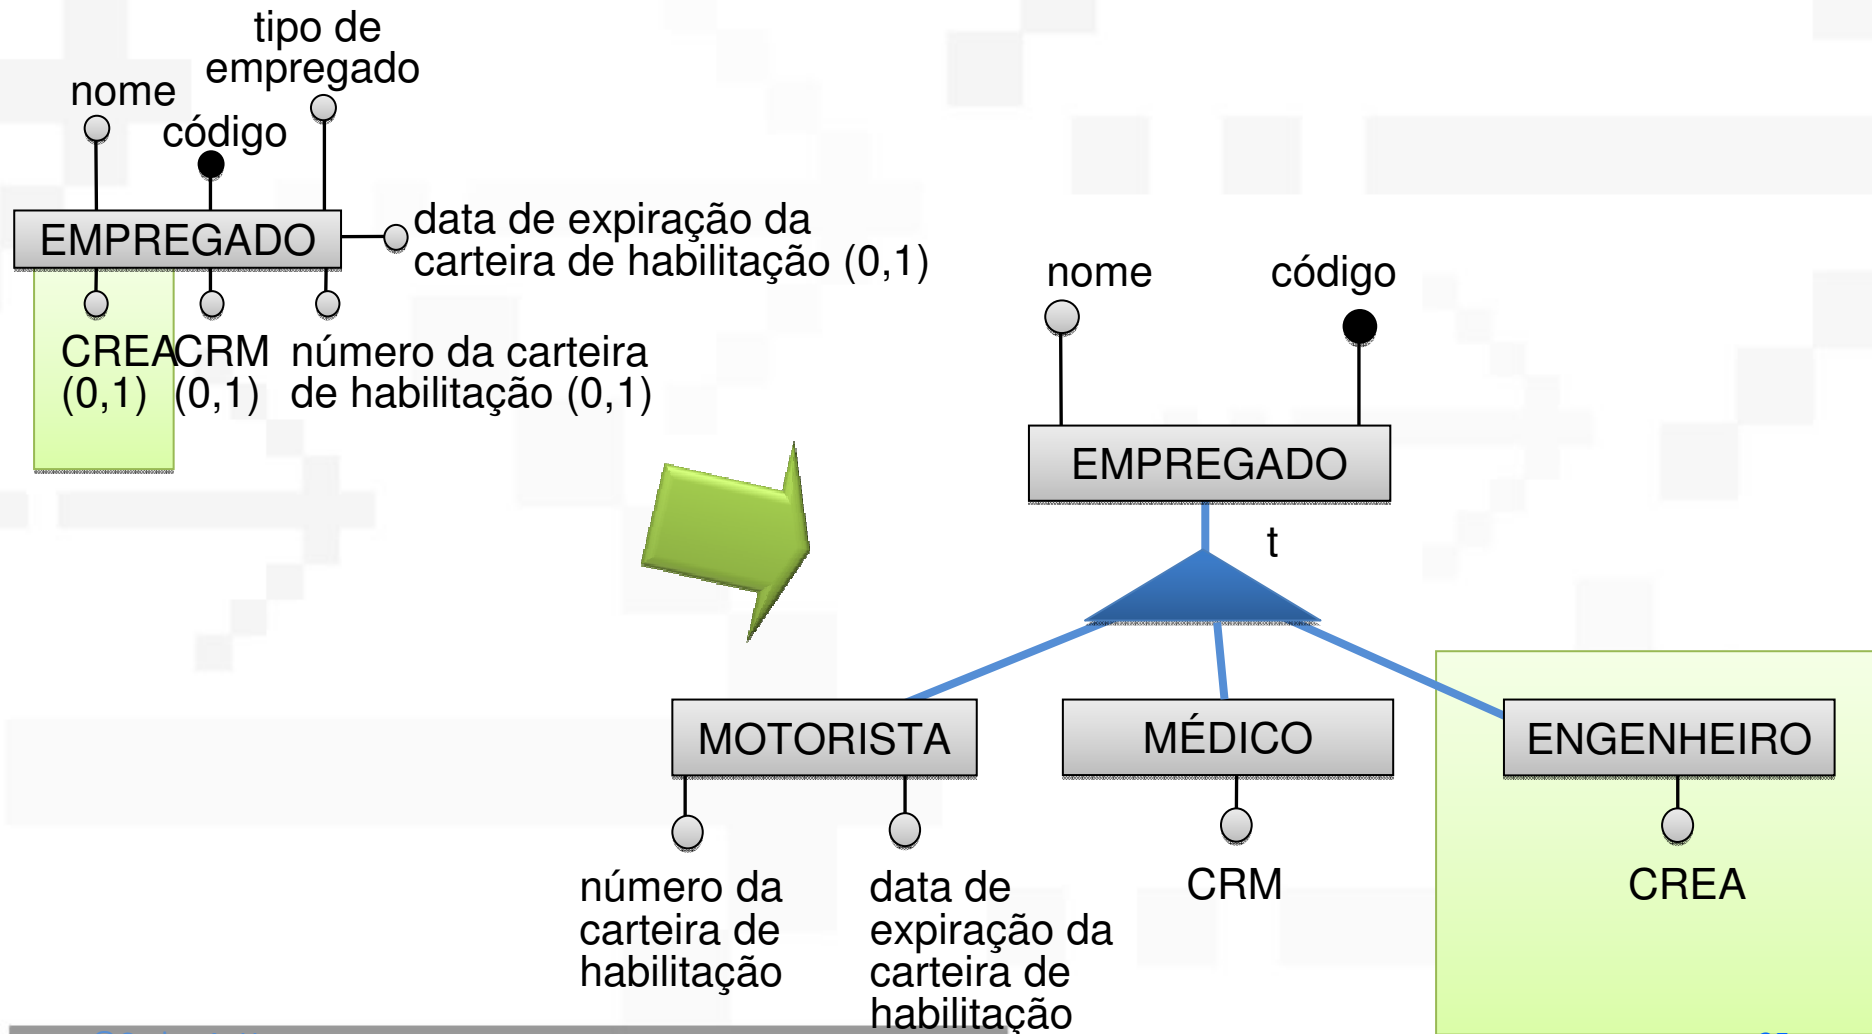 tipo de
empregado
nome
código
EMPREGADO
data de expiração da
carteira de habilitação (0,1)
CREA
(0,1)
CRM
(0,1)
número da carteira
de habilitação (0,1)
nome
código
EMPREGADO
t
MOTORISTA
MÉDICO
ENGENHEIRO
número da
carteira de
habilitação
data de
expiração da
carteira de
habilitação
CRM
CREA